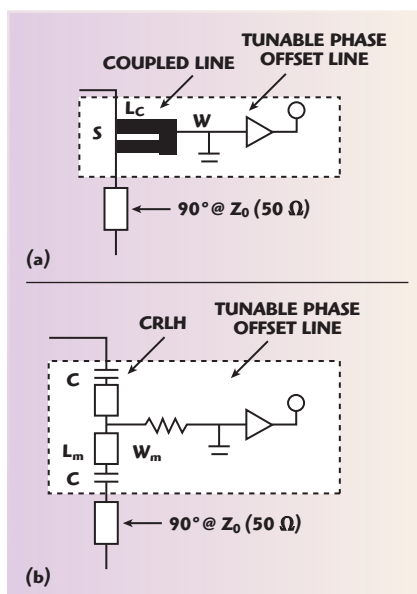 TUNABLE PHASE
OFFSET LINE
COUPLED LINE
LC
S
W
90° @ Z0 (50 Ω)
(a)
TUNABLE PHASE
OFFSET LINE
CRLH
C
Lm
Wm
C
90° @ Z0 (50 Ω)
(b)